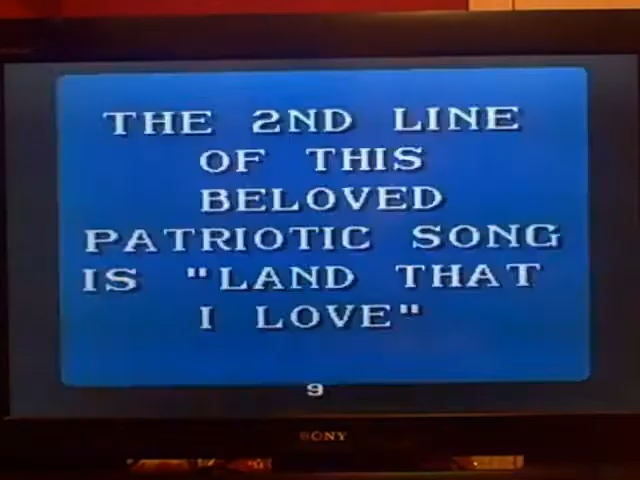 THE 2ND LINE
OF THIS
BELOVED
PATRIOTIC SONG
IS "LAND THAT
I LOVE"
9
SONY